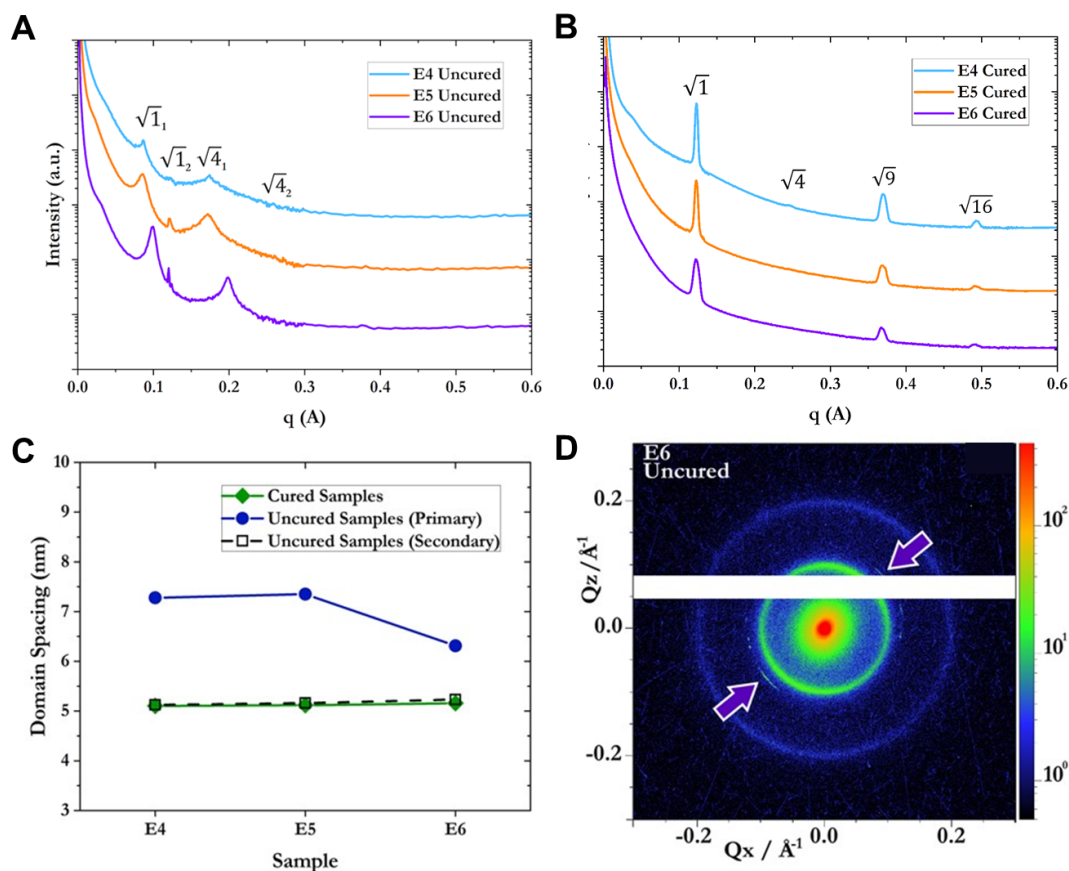 A
E4 Uncured
E5 Uncured
E6 Uncured
√1₁
√1₂
√4₁
√4₂
Intensity (a.u.)
0.0 0.1 0.2 0.3 0.4 0.5 0.6
q (A)
B
E4 Cured
E5 Cured
E6 Cured
√1
√4
√9
√16
0.0 0.1 0.2 0.3 0.4 0.5 0.6
q (A)
C
10
9
8
7
6
5
4
3
Domain Spacing (nm)
Cured Samples
Uncured Samples (Primary)
Uncured Samples (Secondary)
E4 E5 E6
Sample
D
E6
Uncured
0.2
0.0
-0.2
Qz / Å⁻¹
-0.2 0.0 0.2
Qx / Å⁻¹
10²
10¹
10⁰